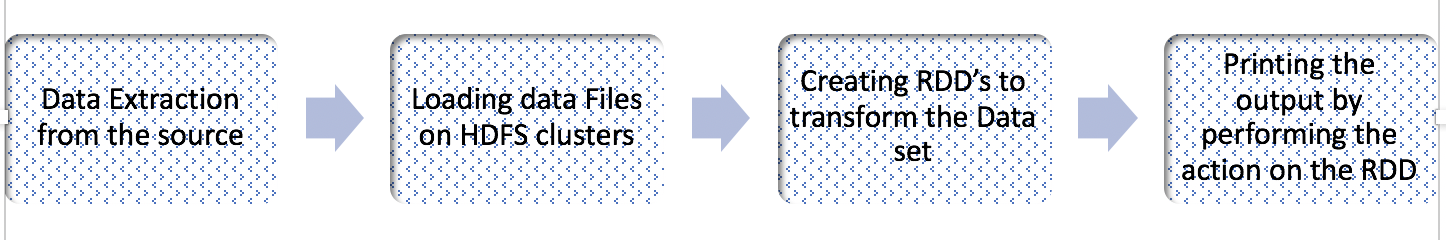 Data Extraction
from the source
Loading data Files
on HDFS clusters
Creating RDD’s to
transform the Data
set
Printing the
output by
performing the
action on the RDD